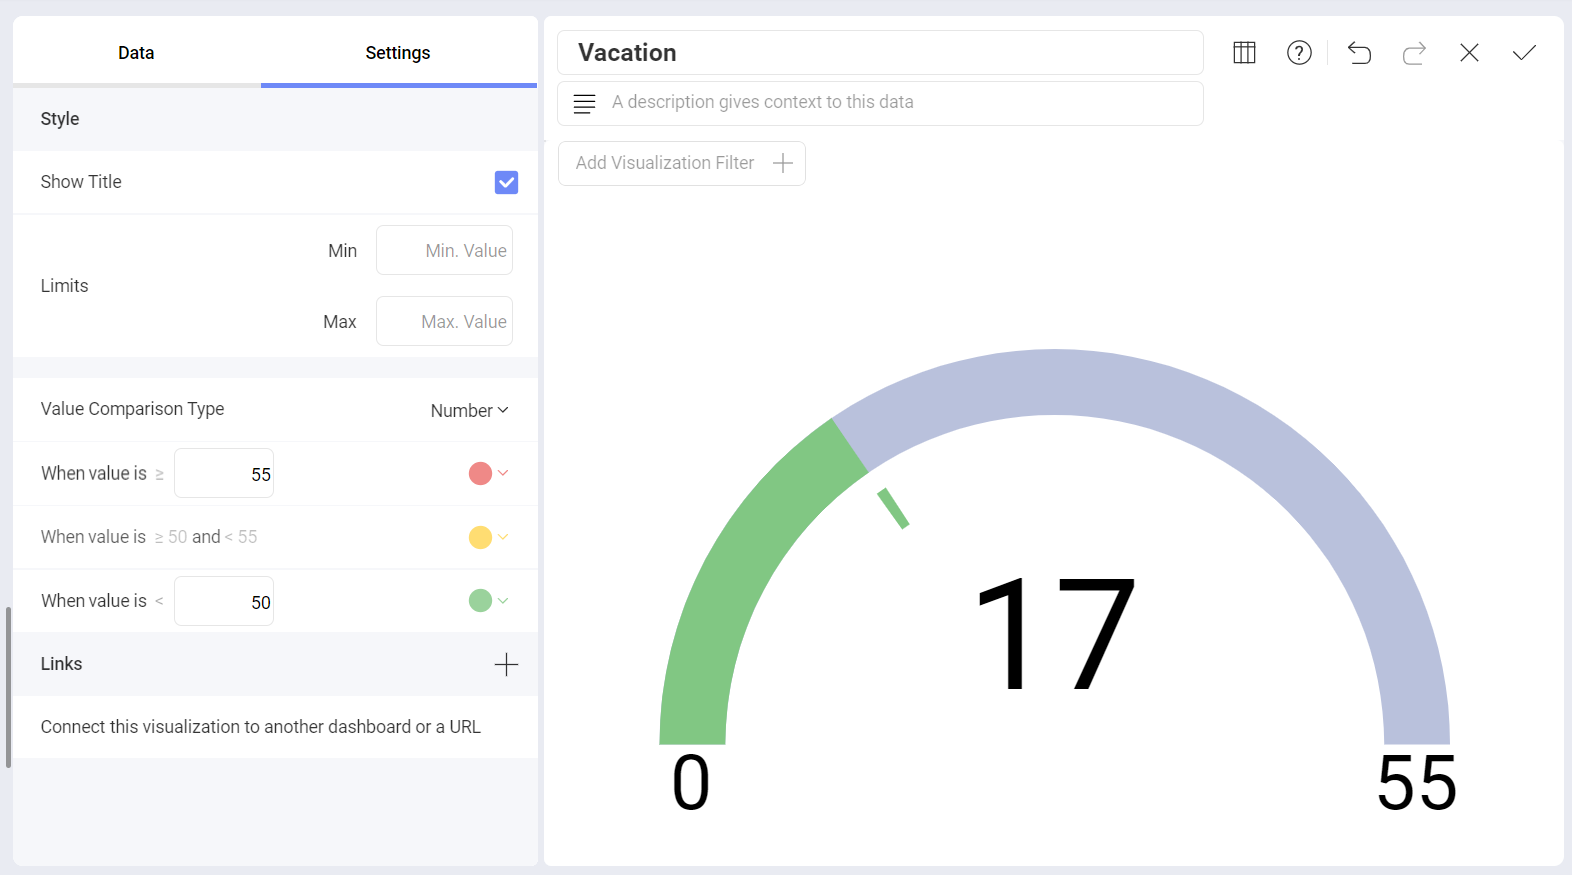 Data
Settings
Style
Show Title
Limits
Min
Min. Value
Max
Max. Value
Value Comparison Type
Number
When value is ≥ 55
When value is ≥ 50 and < 55
When value is < 50
Links
Connect this visualization to another dashboard or a URL
Vacation
A description gives context to this data
Add Visualization Filter
17
0
55